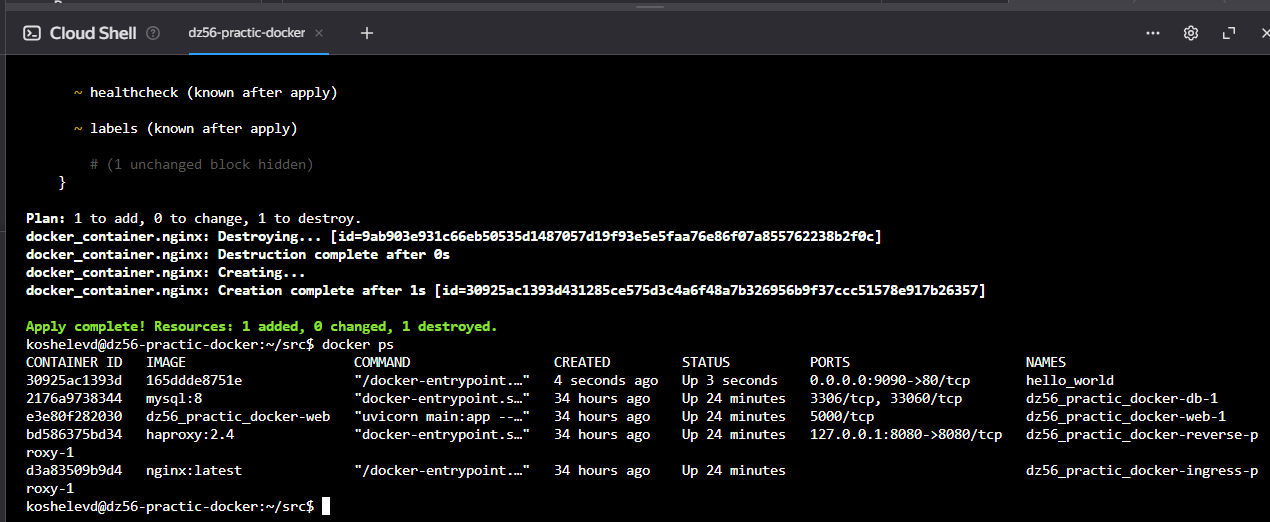 Cloud Shell
dz56-practic-docker
~ healthcheck (known after apply)
~ labels (known after apply)
# (1 unchanged block hidden)
}
Plan: 1 to add, 0 to change, 1 to destroy.
docker_container.nginx: Destroying... [id=9ab903e931c66eb50535d1487057d19f93e5e5faa76e86f07a855762238b2f0c]
docker_container.nginx: Destruction complete after 0s
docker_container.nginx: Creating...
docker_container.nginx: Creation complete after 1s [id=30925ac1393d431285ce575d3c4a6f48a7b326956b9f37ccc51578e917b26357]
Apply complete! Resources: 1 added, 0 changed, 1 destroyed.
koshelevd@dz56-practic-docker:~/src$ docker ps
CONTAINER ID   IMAGE                     COMMAND                  CREATED         STATUS          PORTS                      NAMES
30925ac1393d   165ddde8751e              "/docker-entrypoint.…"   4 seconds ago   Up 3 seconds    0.0.0.0:9090->80/tcp       hello_world
2176a9738344   mysql:8                   "docker-entrypoint.s…"   34 hours ago    Up 24 minutes   3306/tcp, 33060/tcp        dz56_practic_docker-db-1
e3e80f282030   dz56_practic_docker-web   "uvicorn main:app --…"   34 hours ago    Up 24 minutes   5000/tcp                   dz56_practic_docker-web-1
bd586375bd34   haproxy:2.4               "docker-entrypoint.s…"   34 hours ago    Up 24 minutes   127.0.0.1:8080->8080/tcp   dz56_practic_docker-reverse-p
roxy-1
d3a83509b9d4   nginx:latest              "/docker-entrypoint.…"   34 hours ago    Up 24 minutes                              dz56_practic_docker-ingress-p
roxy-1
koshelevd@dz56-practic-docker:~/src$